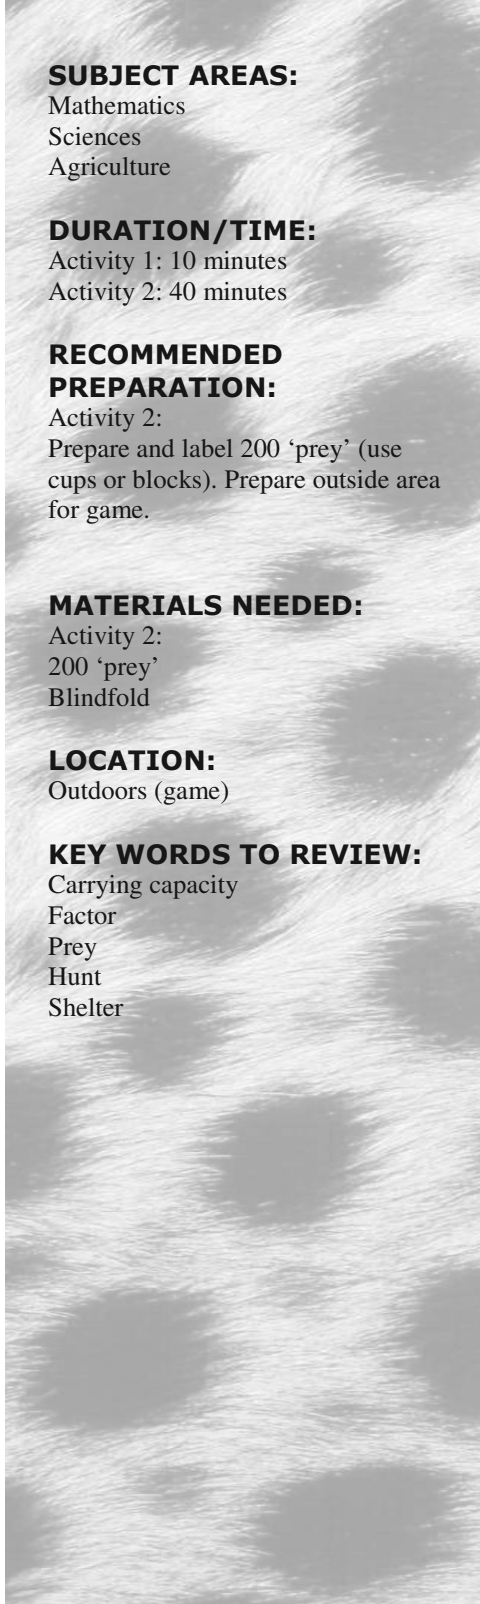 SUBJECT AREAS:
Mathematics
Sciences
Agriculture
DURATION/TIME:
Activity 1: 10 minutes
Activity 2: 40 minutes
RECOMMENDED
PREPARATION:
Activity 2:
Prepare and label 200 ‘prey’ (use
cups or blocks). Prepare outside area
for game.
MATERIALS NEEDED:
Activity 2:
200 ‘prey’
Blindfold
LOCATION:
Outdoors (game)
KEY WORDS TO REVIEW:
Carrying capacity
Factor
Prey
Hunt
Shelter